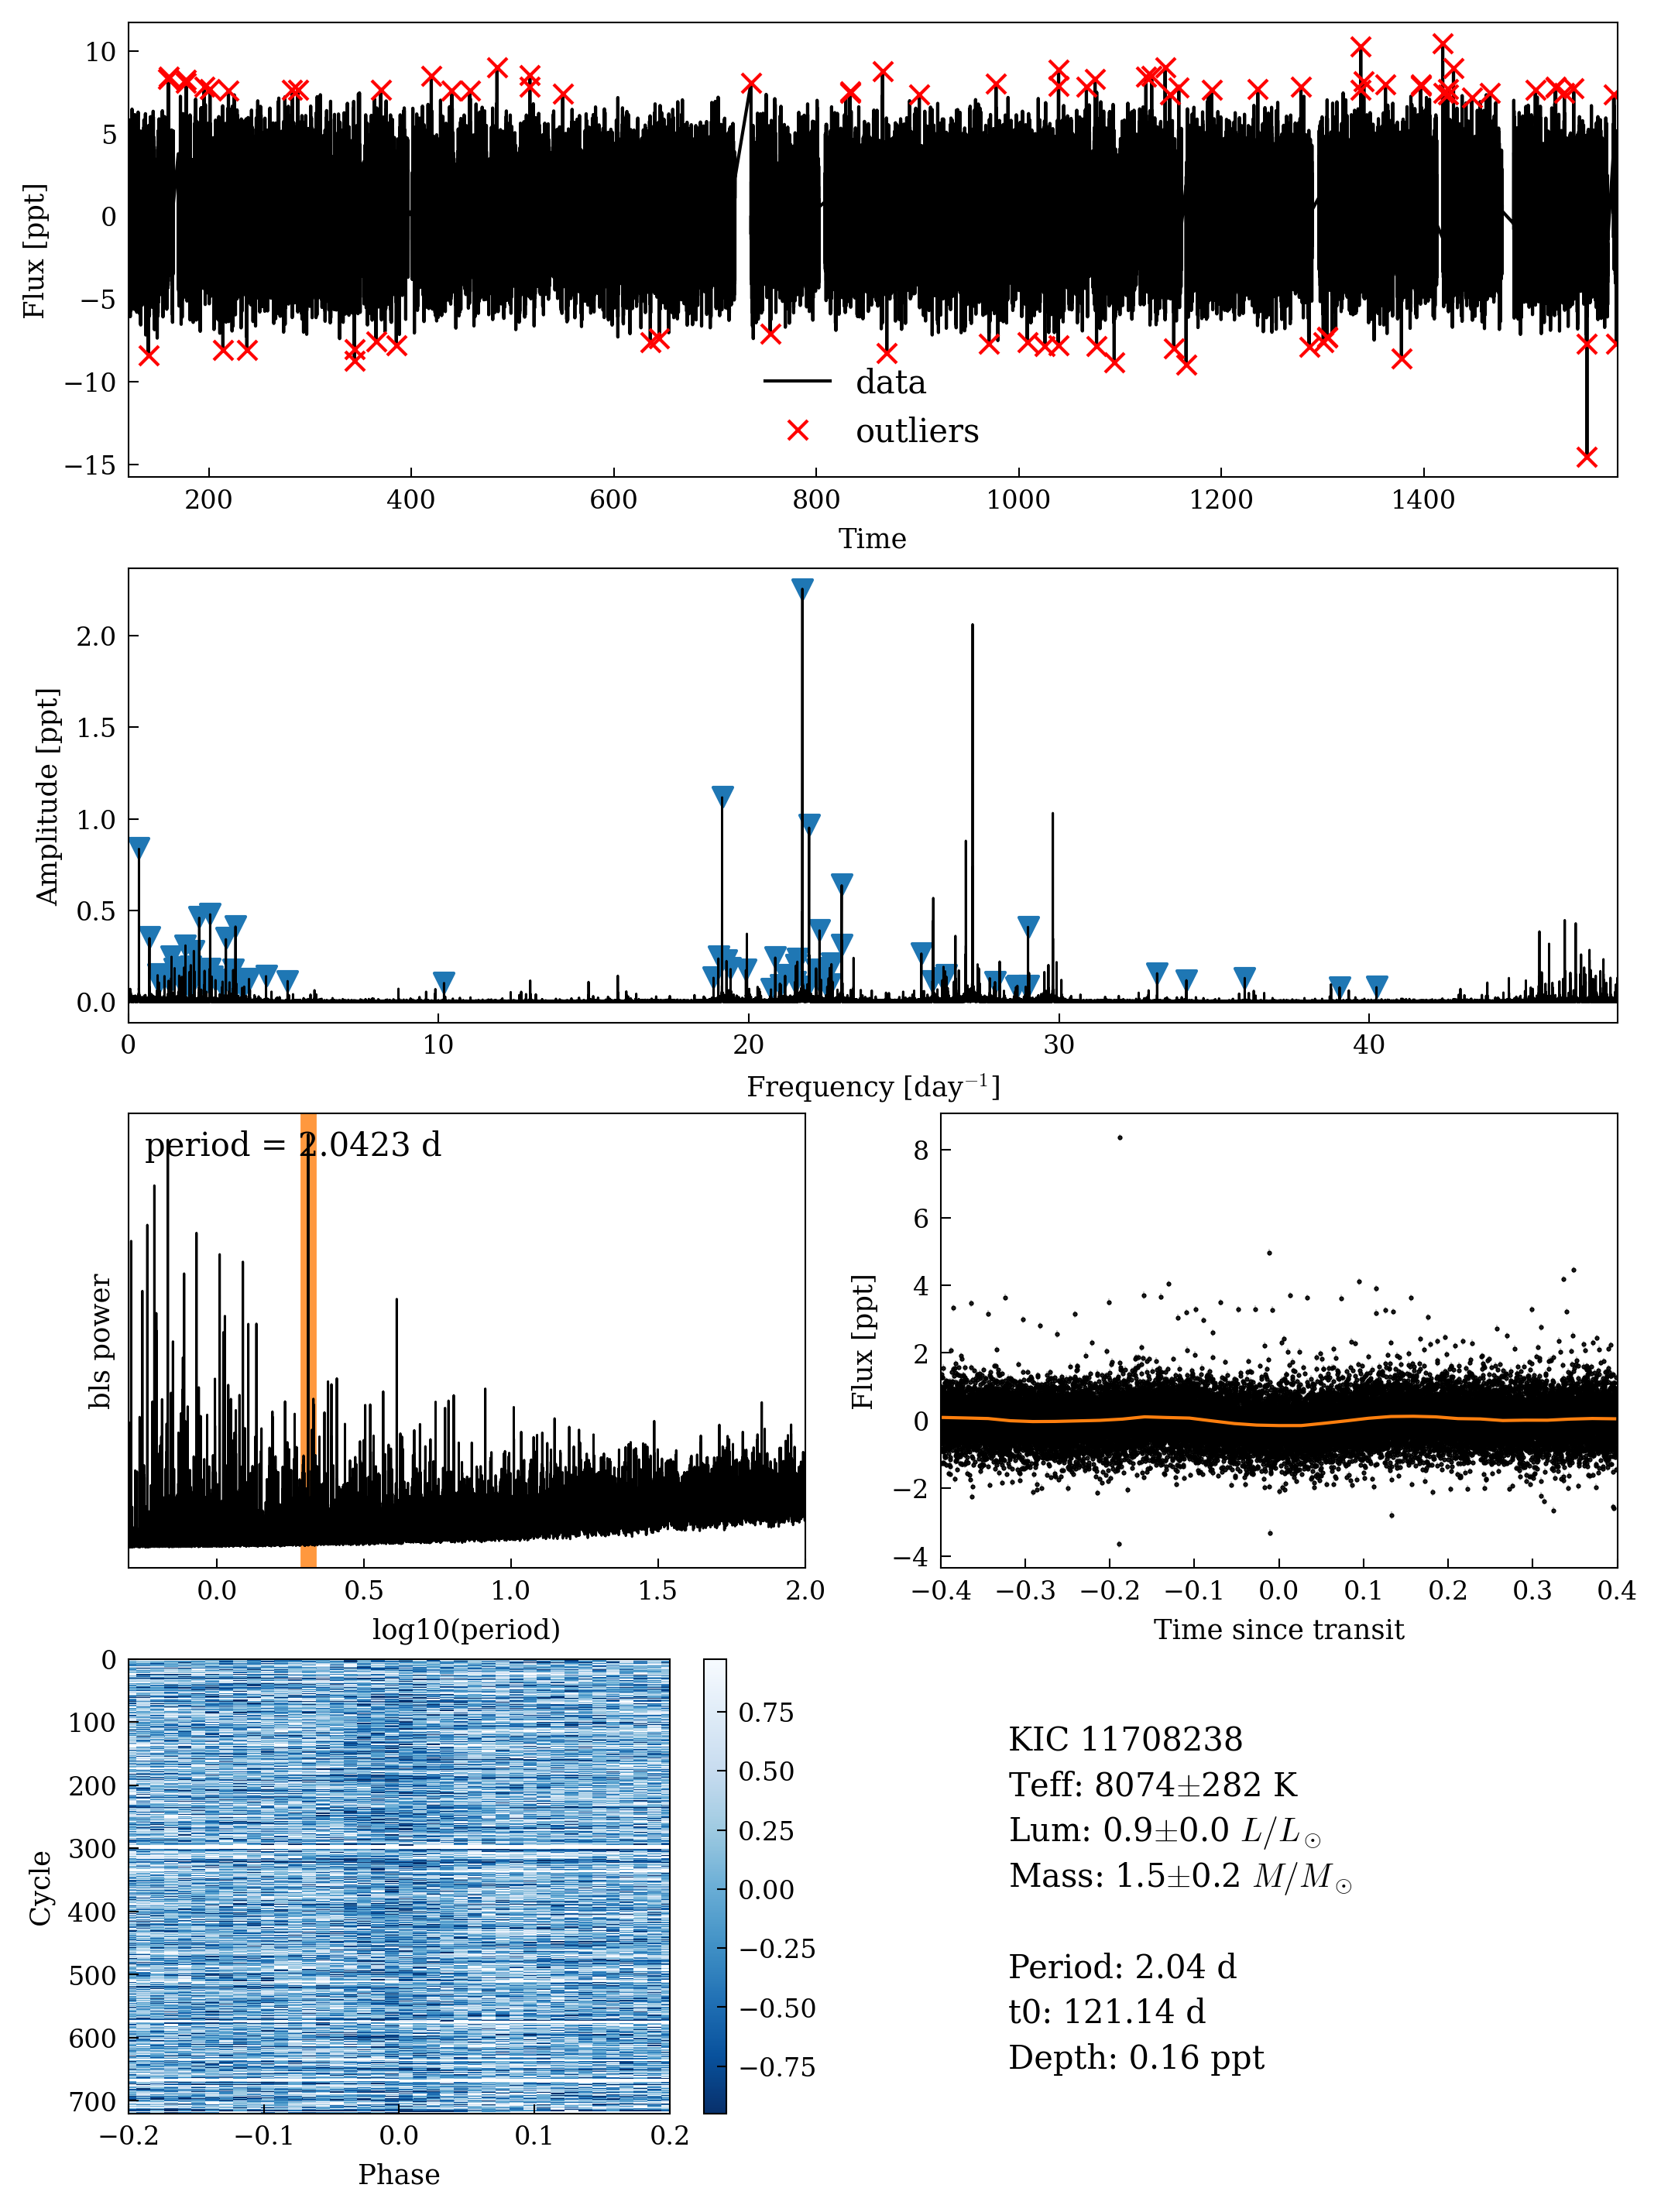 10
5
0
−5
−10
−15
Flux [ppt]
data
outliers
200 400 600 800 1000 1200 1400
Time
2.0
1.5
1.0
0.5
0.0
Amplitude [ppt]
0 10 20 30 40
Frequency [day⁻¹]
period = 2.0423 d
bls power
0.0 0.5 1.0 1.5 2.0
log10(period)
8
6
4
2
0
−2
−4
Flux [ppt]
−0.4 −0.3 −0.2 −0.1 0.0 0.1 0.2 0.3 0.4
Time since transit
0
100
200
300
400
500
600
700
Cycle
−0.2 −0.1 0.0 0.1 0.2
Phase
0.75
0.50
0.25
0.00
−0.25
−0.50
−0.75
KIC 11708238
Teff: 8074±282 K
Lum: 0.9±0.0 L/L⊙
Mass: 1.5±0.2 M/M⊙
Period: 2.04 d
t0: 121.14 d
Depth: 0.16 ppt